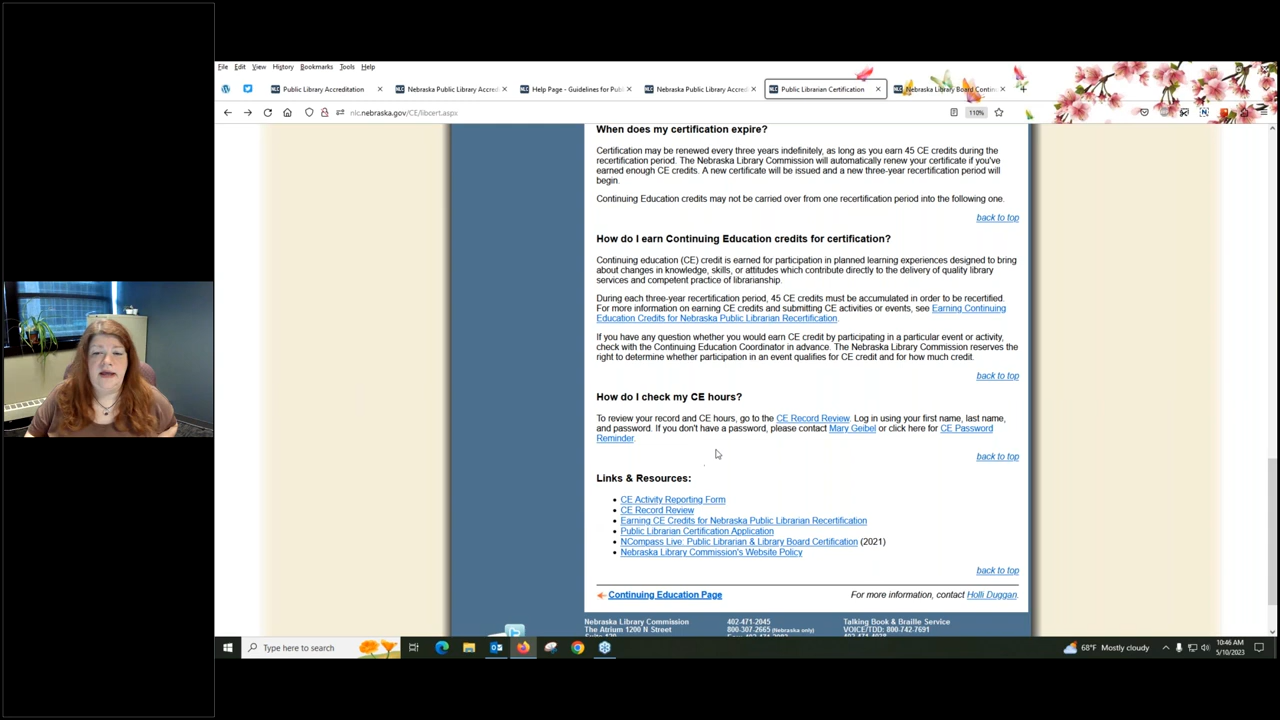 File Edit View History Bookmarks Tools Help
Public Library Accreditation
Nebraska Public Library Accred
Help Page - Guidelines for Pub
Nebraska Public Library Accred
Public Librarian Certification
Nebraska Library Board Contin
nlc.nebraska.gov/CE/libcert.aspx
110%
When does my certification expire?
Certification may be renewed every three years indefinitely, as long as you earn 45 CE credits during the
recertification period. The Nebraska Library Commission will automatically renew your certificate if you've
earned enough CE credits. A new certificate will be issued and a new three-year recertification period will
begin.
Continuing Education credits may not be carried over from one recertification period into the following one.
back to top
How do I earn Continuing Education credits for certification?
Continuing education (CE) credit is earned for participation in planned learning experiences designed to bring
about changes in knowledge, skills, or attitudes which contribute directly to the delivery of quality library
services and competent practice of librarianship.
During each three-year recertification period, 45 CE credits must be accumulated in order to be recertified.
For more information on earning CE credits and submitting CE activities or events, see Earning Continuing
Education Credits for Nebraska Public Librarian Recertification.
If you have any question whether you would earn CE credit by participating in a particular event or activity,
check with the Continuing Education Coordinator in advance. The Nebraska Library Commission reserves the
right to determine whether participation in an event qualifies for CE credit and for how much credit.
back to top
How do I check my CE hours?
To review your record and CE hours, go to the CE Record Review. Log in using your first name, last name,
and password. If you don't have a password, please contact Mary Geibel or click here for CE Password
Reminder.
back to top
Links & Resources:
CE Activity Reporting Form
CE Record Review
Earning CE Credits for Nebraska Public Librarian Recertification
Public Librarian Certification Application
NCompass Live: Public Librarian & Library Board Certification (2021)
Nebraska Library Commission's Website Policy
back to top
Continuing Education Page
For more information, contact Holli Duggan.
Nebraska Library Commission
The Atrium 1200 N Street
402-471-2045
800-307-2665 (Nebraska only)
Talking Book & Braille Service
VOICE/TDD: 800-742-7691
Type here to search
68°F Mostly cloudy
10:46 AM
5/10/2023